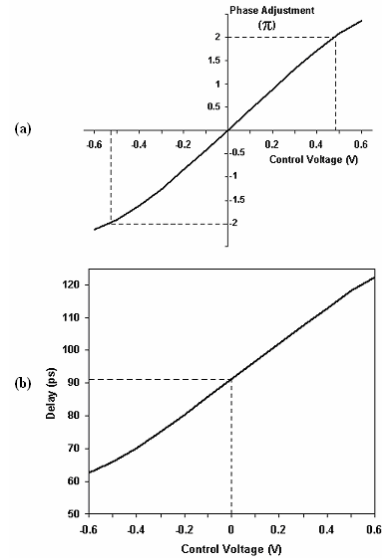 Phase Adjustment
(π)
2
1.5
1
0.5
(a)
-0.6 -0.4 -0.2 0 0.2 0.4 0.6
-0.5
Control Voltage (V)
-1
-1.5
-2
120
110
100
(b)
90
Delay (ps)
80
70
60
50
-0.6 -0.4 -0.2 0 0.2 0.4 0.6
Control Voltage (V)